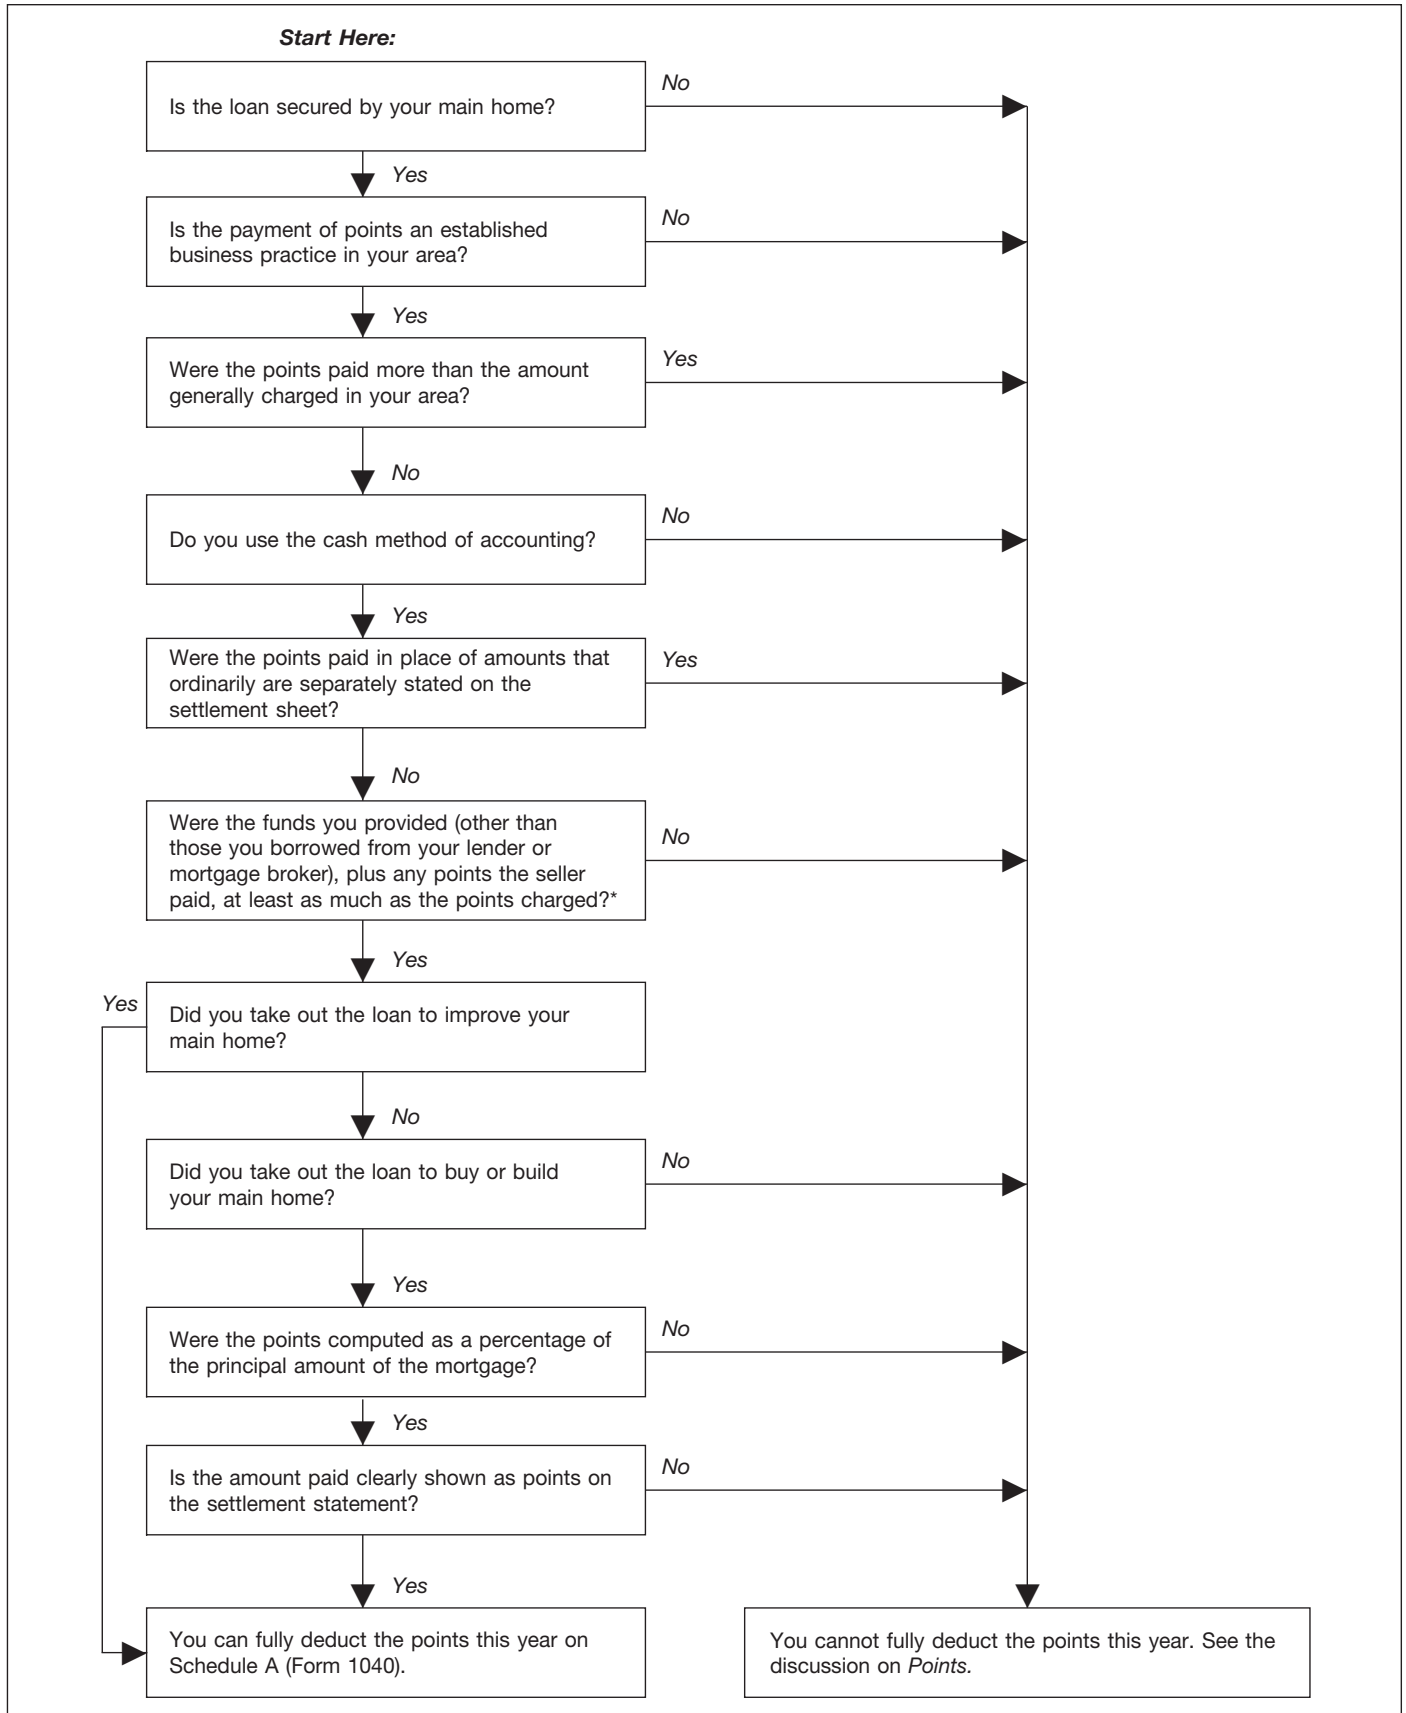 Start Here:
Is the loan secured by your main home?
No
Yes
Is the payment of points an established
business practice in your area?
No
Yes
Were the points paid more than the amount
generally charged in your area?
Yes
No
Do you use the cash method of accounting?
No
Yes
Were the points paid in place of amounts that
ordinarily are separately stated on the
settlement sheet?
Yes
No
Were the funds you provided (other than
those you borrowed from your lender or
mortgage broker), plus any points the seller
paid, at least as much as the points charged?*
No
Yes
Yes
Did you take out the loan to improve your
main home?
No
Did you take out the loan to buy or build
your main home?
No
Yes
Were the points computed as a percentage of
the principal amount of the mortgage?
No
Yes
Is the amount paid clearly shown as points on
the settlement statement?
No
Yes
You can fully deduct the points this year on
Schedule A (Form 1040).
You cannot fully deduct the points this year. See the
discussion on Points.